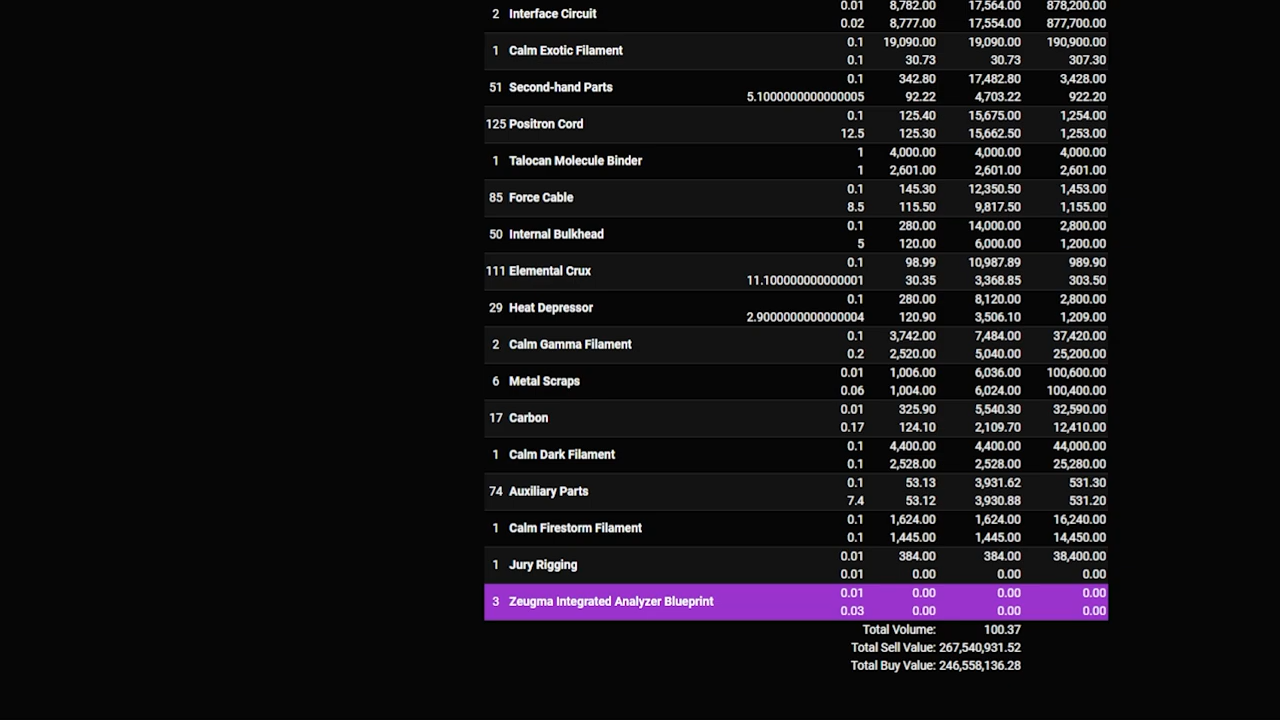 0.01 8,782.00 17,564.00 878,200.00
2 Interface Circuit
0.02 8,777.00 17,554.00 877,700.00
0.1 19,090.00 19,090.00 190,900.00
1 Calm Exotic Filament
0.1 30.73 30.73 307.30
0.1 342.80 17,482.80 3,428.00
51 Second-hand Parts
5.1000000000000005 92.22 4,703.22 922.20
0.1 125.40 15,675.00 1,254.00
125 Positron Cord
12.5 125.30 15,662.50 1,253.00
1 4,000.00 4,000.00 4,000.00
1 Talocan Molecule Binder
1 2,601.00 2,601.00 2,601.00
0.1 145.30 12,350.50 1,453.00
85 Force Cable
8.5 115.50 9,817.50 1,155.00
0.1 280.00 14,000.00 2,800.00
50 Internal Bulkhead
5 120.00 6,000.00 1,200.00
0.1 98.99 10,987.89 989.90
111 Elemental Crux
11.100000000000001 30.35 3,368.85 303.50
0.1 280.00 8,120.00 2,800.00
29 Heat Depressor
2.9000000000000004 120.90 3,506.10 1,209.00
0.1 3,742.00 7,484.00 37,420.00
2 Calm Gamma Filament
0.2 2,520.00 5,040.00 25,200.00
0.01 1,006.00 6,036.00 100,600.00
6 Metal Scraps
0.06 1,004.00 6,024.00 100,400.00
0.01 325.90 5,540.30 32,590.00
17 Carbon
0.17 124.10 2,109.70 12,410.00
0.1 4,400.00 4,400.00 44,000.00
1 Calm Dark Filament
0.1 2,528.00 2,528.00 25,280.00
0.1 53.13 3,931.62 531.30
74 Auxiliary Parts
7.4 53.12 3,930.88 531.20
0.1 1,624.00 1,624.00 16,240.00
1 Calm Firestorm Filament
0.1 1,445.00 1,445.00 14,450.00
0.01 384.00 384.00 38,400.00
1 Jury Rigging
0.01 0.00 0.00 0.00
0.01 0.00 0.00 0.00
3 Zeugma Integrated Analyzer Blueprint
0.03 0.00 0.00 0.00
Total Volume: 100.37
Total Sell Value: 267,540,931.52
Total Buy Value: 246,558,136.28